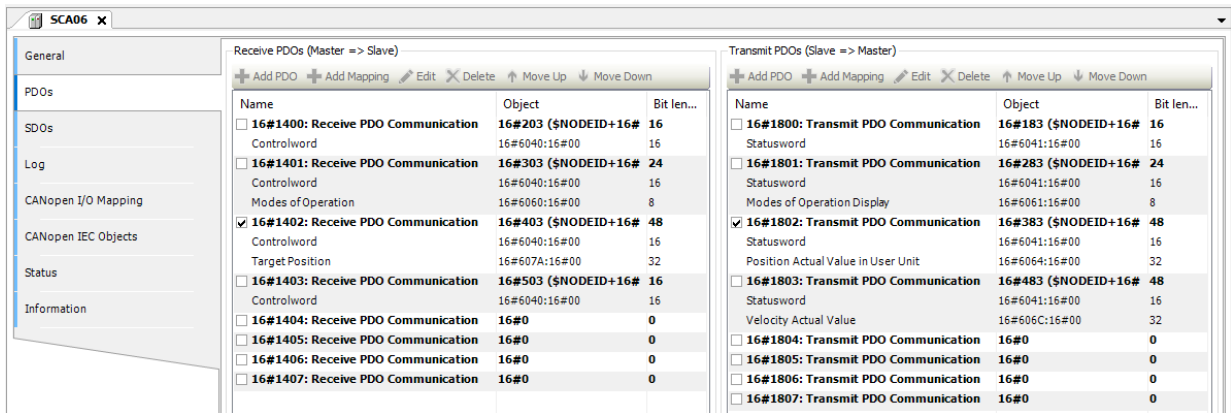 SCA06
General
PDOs
SDOs
Log
CANopen I/O Mapping
CANopen IEC Objects
Status
Information
Receive PDOs (Master => Slave)
Add PDO Add Mapping Edit Delete Move Up Move Down
Name Object Bit len...
16#1400: Receive PDO Communication 16#203 ($NODEID+16# 16
Controlword 16#6040:16#00 16
16#1401: Receive PDO Communication 16#303 ($NODEID+16# 24
Controlword 16#6040:16#00 16
Modes of Operation 16#6060:16#00 8
16#1402: Receive PDO Communication 16#403 ($NODEID+16# 48
Controlword 16#6040:16#00 16
Target Position 16#607A:16#00 32
16#1403: Receive PDO Communication 16#503 ($NODEID+16# 16
Controlword 16#6040:16#00 16
16#1404: Receive PDO Communication 16#0 0
16#1405: Receive PDO Communication 16#0 0
16#1406: Receive PDO Communication 16#0 0
16#1407: Receive PDO Communication 16#0 0
Transmit PDOs (Slave => Master)
Add PDO Add Mapping Edit Delete Move Up Move Down
Name Object Bit len...
16#1800: Transmit PDO Communication 16#183 ($NODEID+16# 16
Statusword 16#6041:16#00 16
16#1801: Transmit PDO Communication 16#283 ($NODEID+16# 24
Statusword 16#6041:16#00 16
Modes of Operation Display 16#6061:16#00 8
16#1802: Transmit PDO Communication 16#383 ($NODEID+16# 48
Statusword 16#6041:16#00 16
Position Actual Value in User Unit 16#6064:16#00 32
16#1803: Transmit PDO Communication 16#483 ($NODEID+16# 48
Statusword 16#6041:16#00 16
Velocity Actual Value 16#606C:16#00 32
16#1804: Transmit PDO Communication 16#0 0
16#1805: Transmit PDO Communication 16#0 0
16#1806: Transmit PDO Communication 16#0 0
16#1807: Transmit PDO Communication 16#0 0